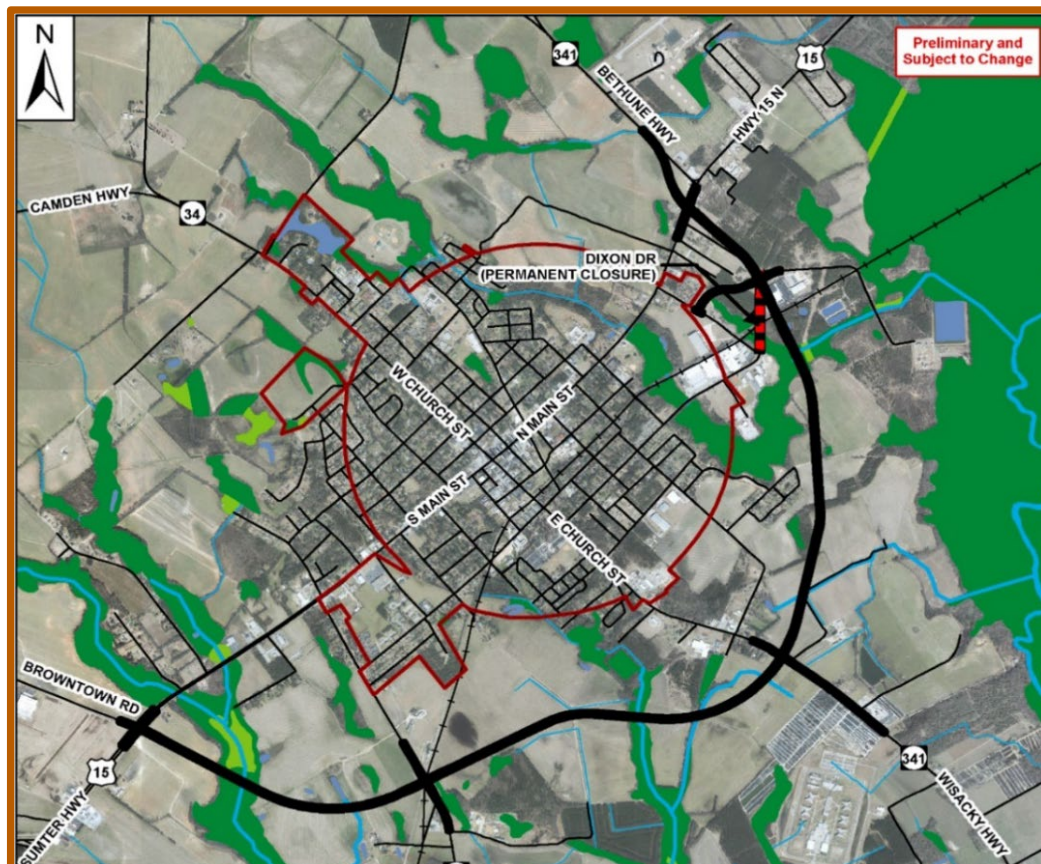 N
Preliminary and
Subject to Change
341
15
BETHUNE HWY
HWY 15 N
CAMDEN HWY
34
DIXON DR
(PERMANENT CLOSURE)
W CHURCH ST
N MAIN ST
S MAIN ST
E CHURCH ST
BROWNTOWN RD
15
SUMTER HWY
341
WISACKY HWY